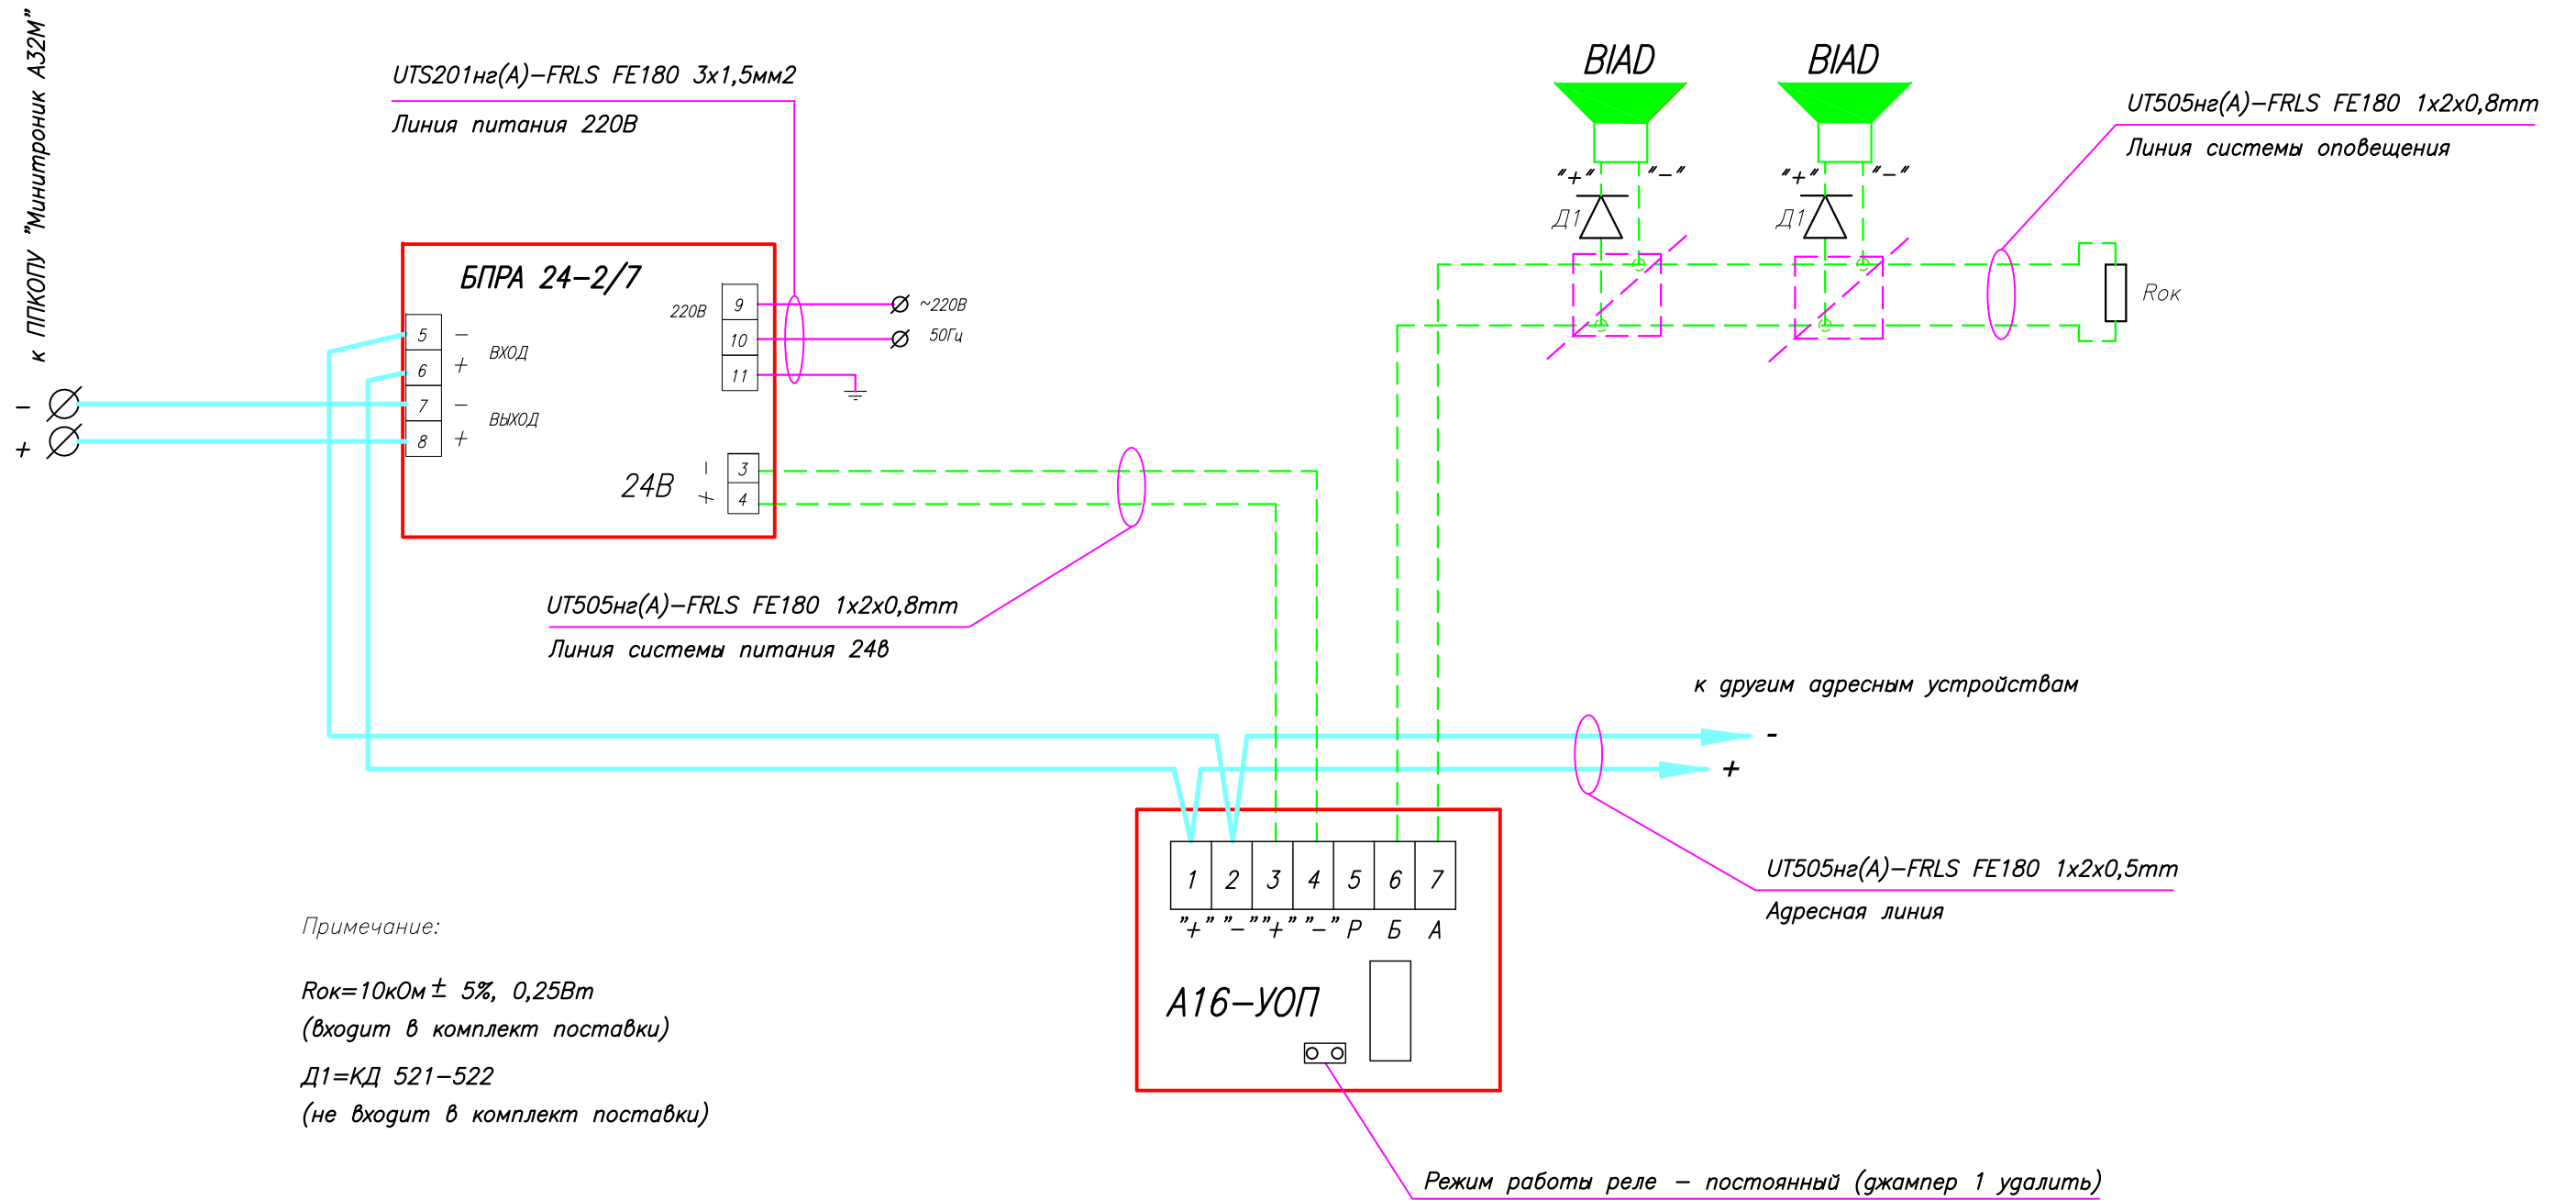 к ППКОПУ "Минитроник А32М"
-
+
UTS201нг(А)-FRLS FE180 3х1,5мм2
Линия питания 220В
БПРА 24-2/7
5 -
6 +
ВХОД
7 -
8 +
ВЫХОД
220В
9
10
11
~220В
50Гц
24В
- 3
+ 4
UT505нг(А)-FRLS FE180 1х2х0,8mm
Линия системы питания 24в
BIAD
"+" "-"
Д1
BIAD
"+" "-"
Д1
UT505нг(А)-FRLS FE180 1х2х0,8mm
Линия системы оповещения
Rок
к другим адресным устройствам
-
+
UT505нг(А)-FRLS FE180 1х2х0,5mm
Адресная линия
1 2 3 4 5 6 7
"+" "-" "+" "-" Р Б А
А16-УОП
Режим работы реле - постоянный (джампер 1 удалить)
Примечание:
Rок=10кОм± 5%, 0,25Вт
(входит в комплект поставки)
Д1=КД 521-522
(не входит в комплект поставки)